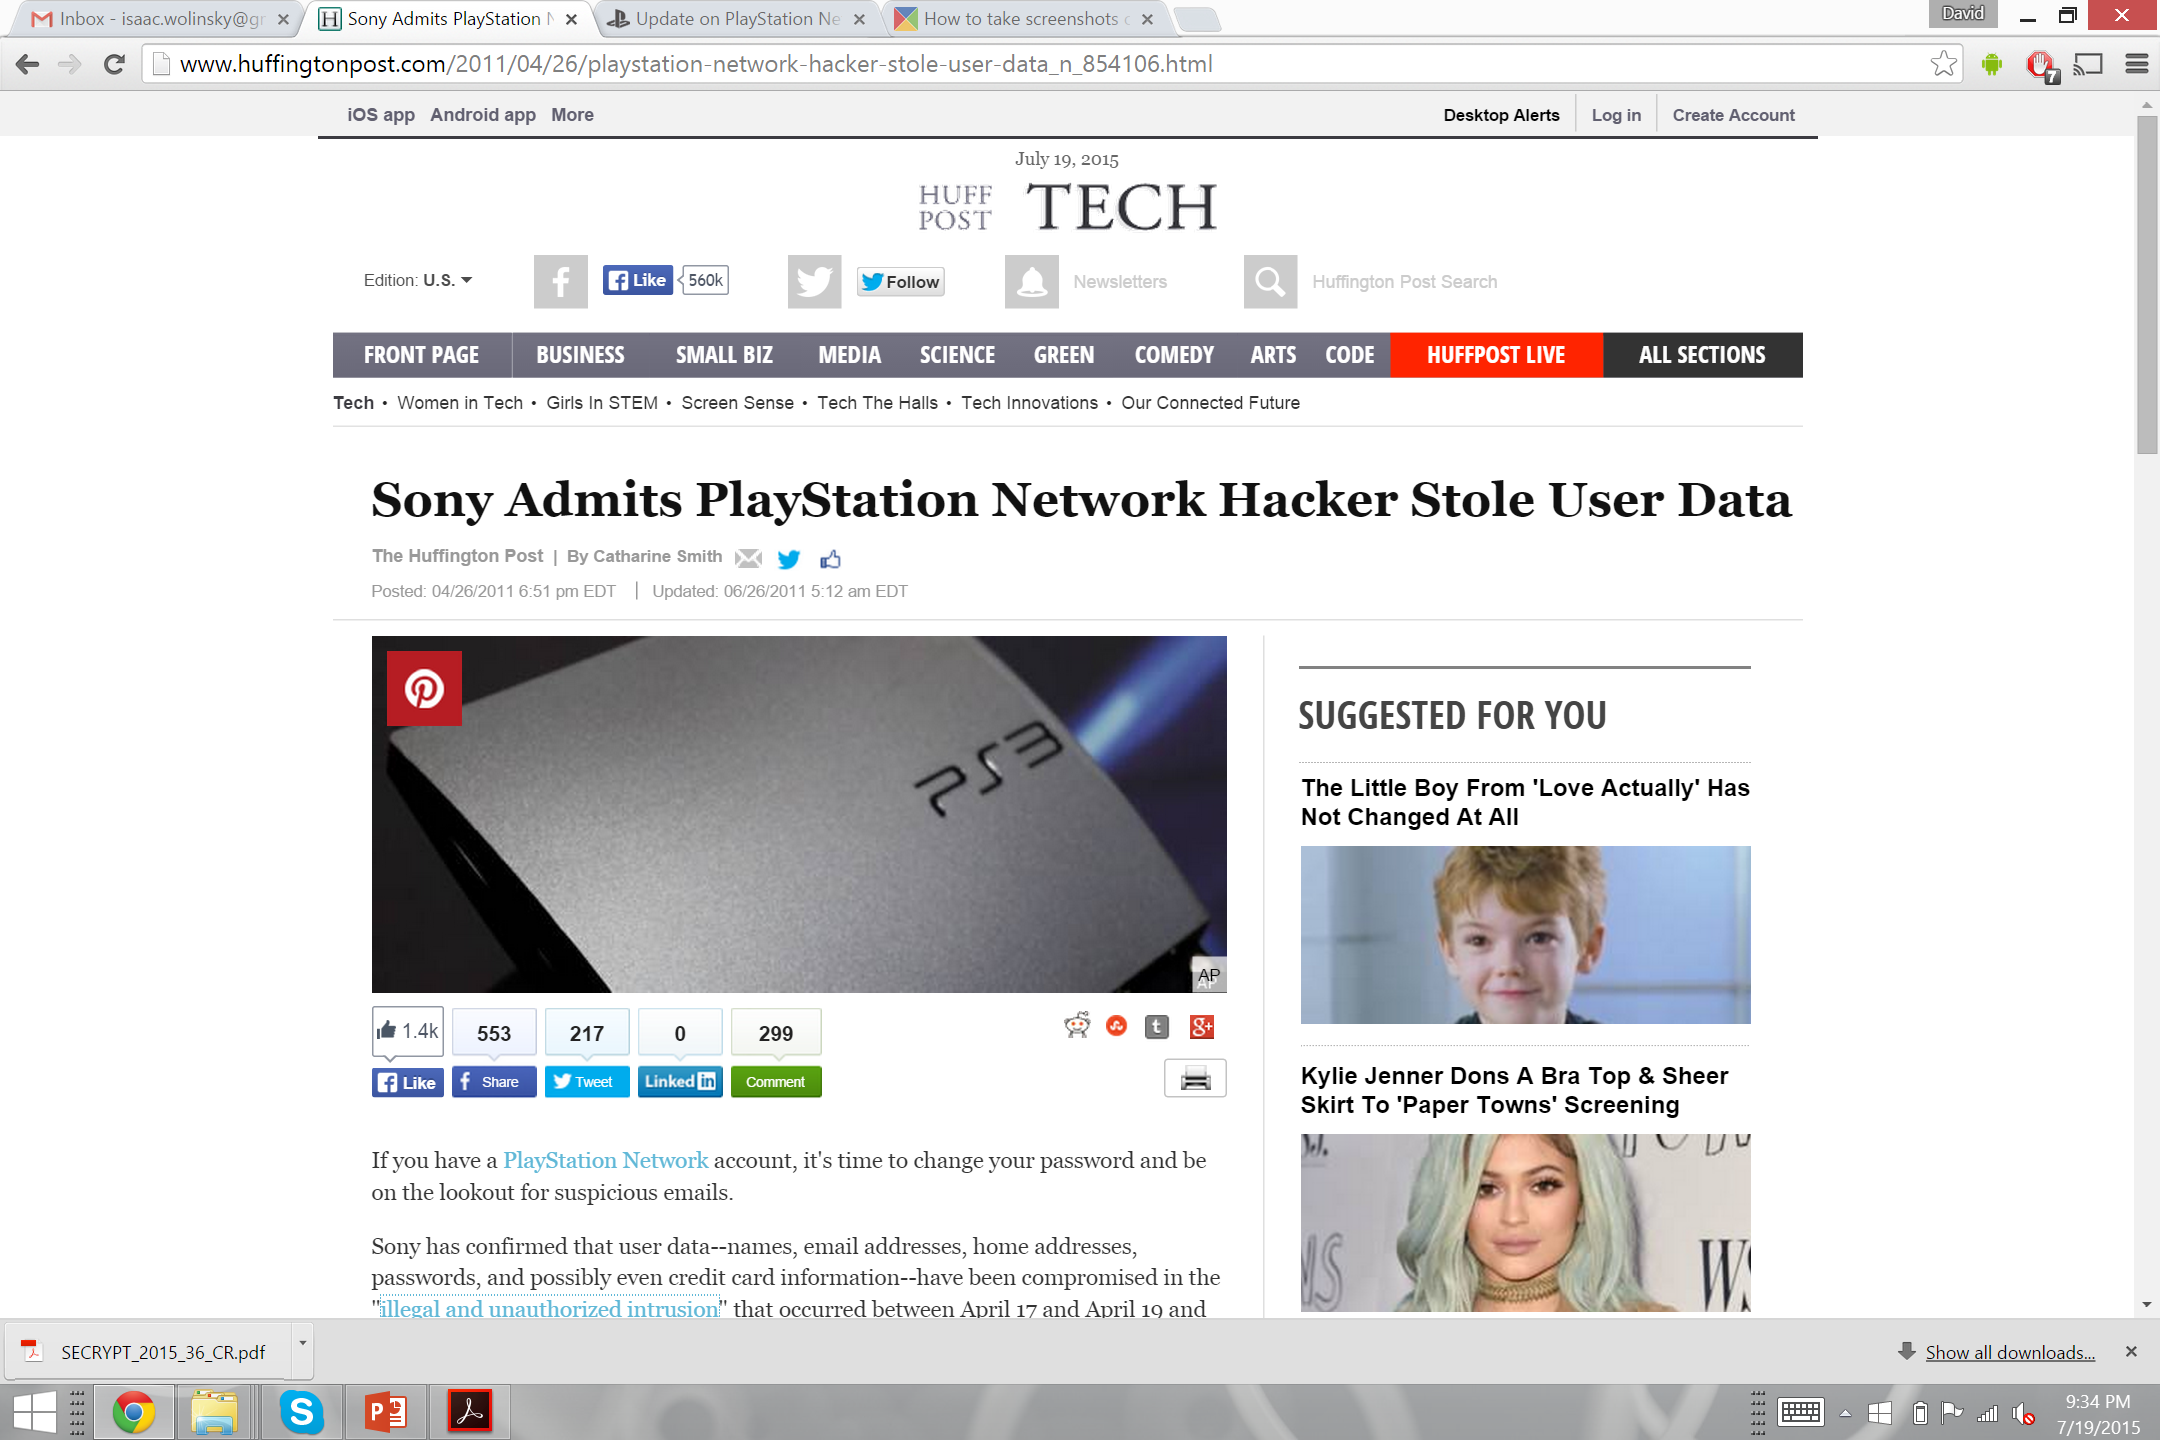 Inbox - isaac.wolinsky@gr
Sony Admits PlayStation N
Update on PlayStation Ne
How to take screenshots o
David
www.huffingtonpost.com/2011/04/26/playstation-network-hacker-stole-user-data_n_854106.html
7
iOS app Android app More
Desktop Alerts Log in Create Account
July 19, 2015
HUFF
POST
TECH
Edition: U.S.
f
Like
560k
Follow
Newsletters
Huffington Post Search
FRONT PAGE BUSINESS SMALL BIZ MEDIA SCIENCE GREEN COMEDY ARTS CODE HUFFPOST LIVE ALL SECTIONS
Tech • Women in Tech • Girls In STEM • Screen Sense • Tech The Halls • Tech Innovations • Our Connected Future
Sony Admits PlayStation Network Hacker Stole User Data
The Huffington Post | By Catharine Smith
Posted: 04/26/2011 6:51 pm EDT | Updated: 06/26/2011 5:12 am EDT
PS3
AP
SUGGESTED FOR YOU
The Little Boy From 'Love Actually' Has
Not Changed At All
Kylie Jenner Dons A Bra Top & Sheer
Skirt To 'Paper Towns' Screening
1.4k 553 217 0 299
Like Share Tweet Linked in Comment
If you have a PlayStation Network account, it's time to change your password and be
on the lookout for suspicious emails.
Sony has confirmed that user data--names, email addresses, home addresses,
passwords, and possibly even credit card information--have been compromised in the
"illegal and unauthorized intrusion" that occurred between April 17 and April 19 and
SECRYPT_2015_36_CR.pdf
Show all downloads...
9:34 PM
7/19/2015